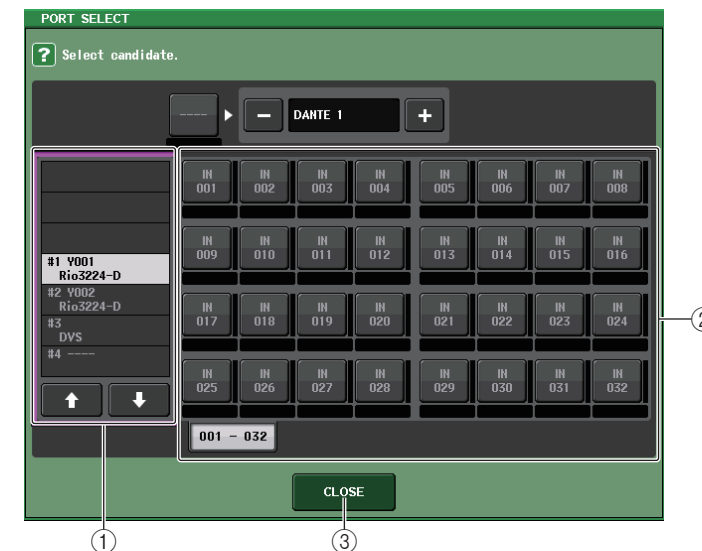 PORT SELECT
? Select candidate.
---- DANTE 1
IN 001 IN 002 IN 003 IN 004 IN 005 IN 006 IN 007 IN 008
IN 009 IN 010 IN 011 IN 012 IN 013 IN 014 IN 015 IN 016
#1 Y001
Rio3224-D
#2 Y002
Rio3224-D
#3
DVS
#4 ----
IN 017 IN 018 IN 019 IN 020 IN 021 IN 022 IN 023 IN 024
IN 025 IN 026 IN 027 IN 028 IN 029 IN 030 IN 031 IN 032
001 - 032
CLOSE
①
②
③